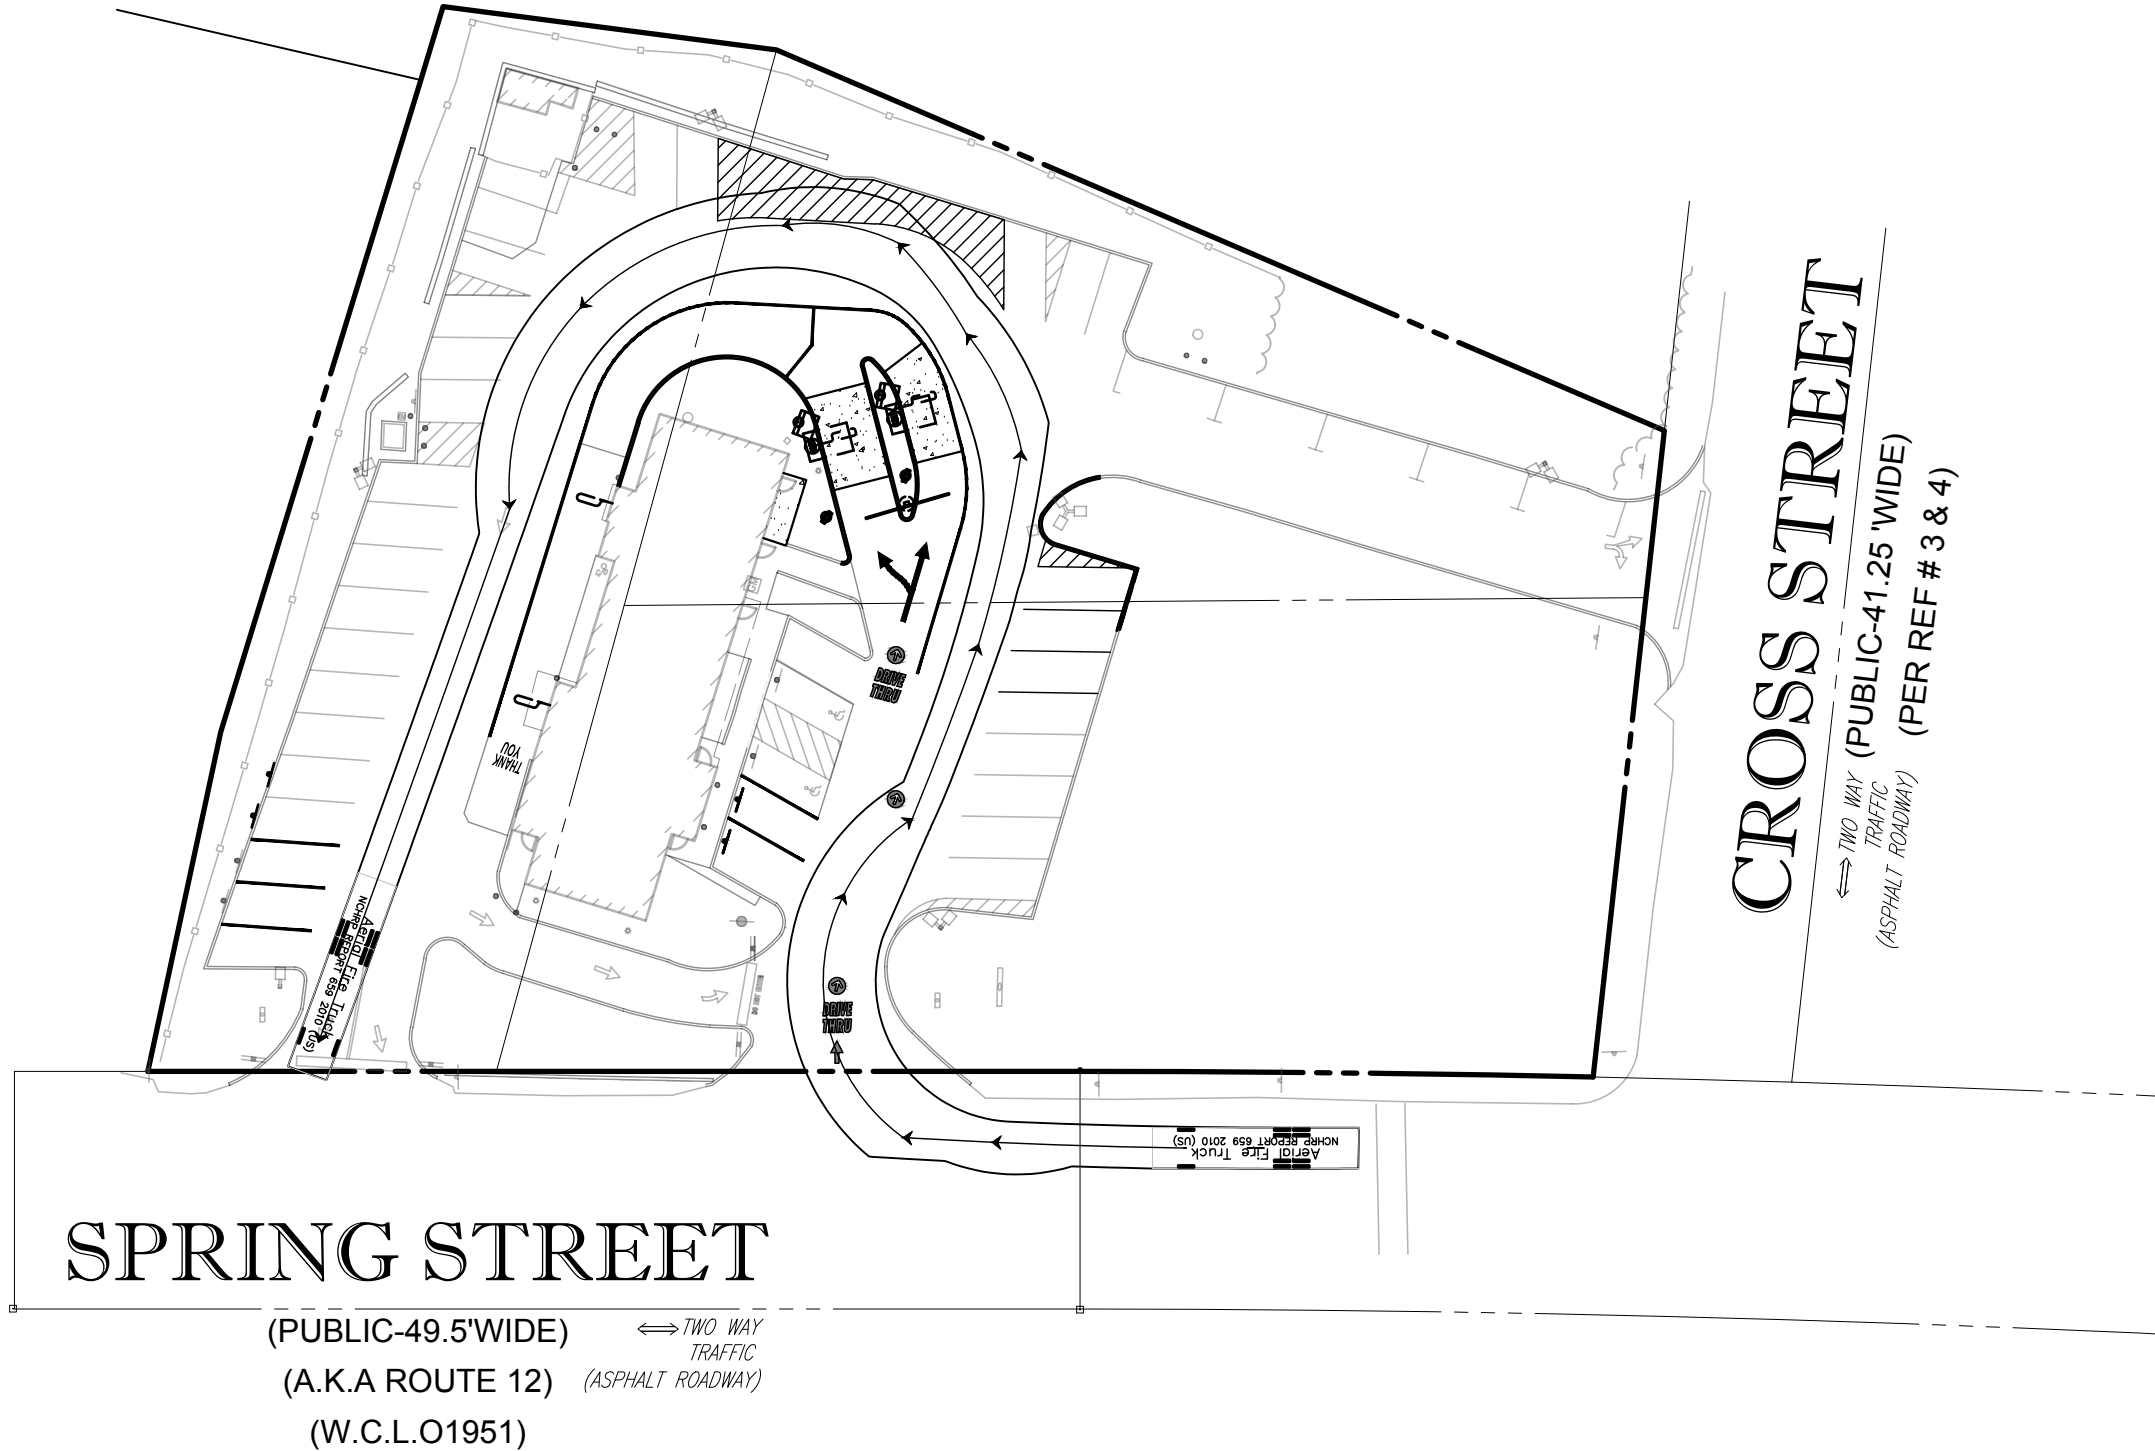 CROSS STREET
(PUBLIC-41.25 'WIDE)
(PER REF # 3 & 4)
TWO WAY
TRAFFIC
(ASPHALT ROADWAY)
DRIVE
THRU
THANK
YOU
Aerial Fire Truck
NCHRP REPORT 659 2010 (US)
DRIVE
THRU
NCHRP REPORT 659 2010 (US)
Aerial Fire Truck
SPRING STREET
(PUBLIC-49.5'WIDE)
(A.K.A ROUTE 12)
(W.C.L.O1951)
TWO WAY
TRAFFIC
(ASPHALT ROADWAY)